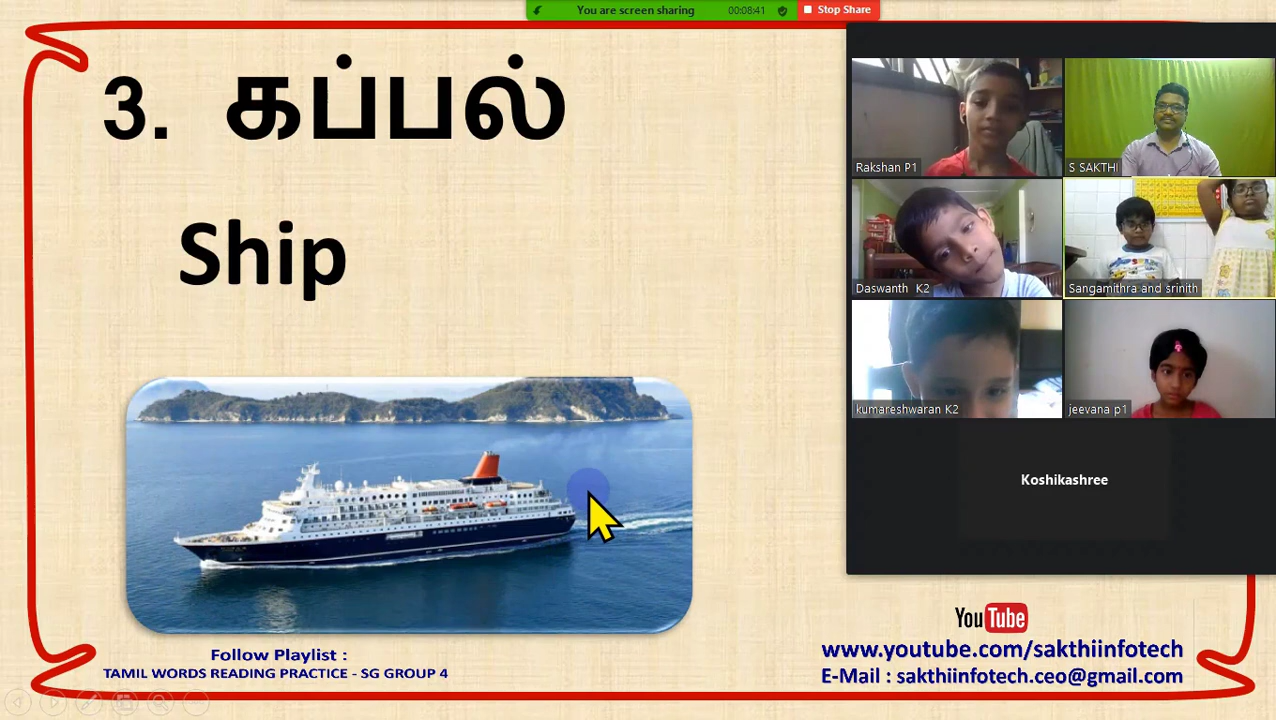 You are screen sharing
00:08:41
Stop Share
3. கப்பல்
Ship
Rakshan P1
S SAKTHI
Daswanth K2
Sangamithra and srinith
kumareshwaran K2
jeevana p1
Koshikashree
Follow Playlist :
TAMIL WORDS READING PRACTICE - SG GROUP 4
YouTube
www.youtube.com/sakthiinfotech
E-Mail : sakthiinfotech.ceo@gmail.com